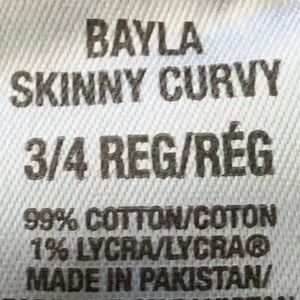 BAYLA
SKINNY CURVY
3/4 REG/RÉG
99% COTTON/COTON
1% LYCRA/LYCRA®
MADE IN PAKISTAN/